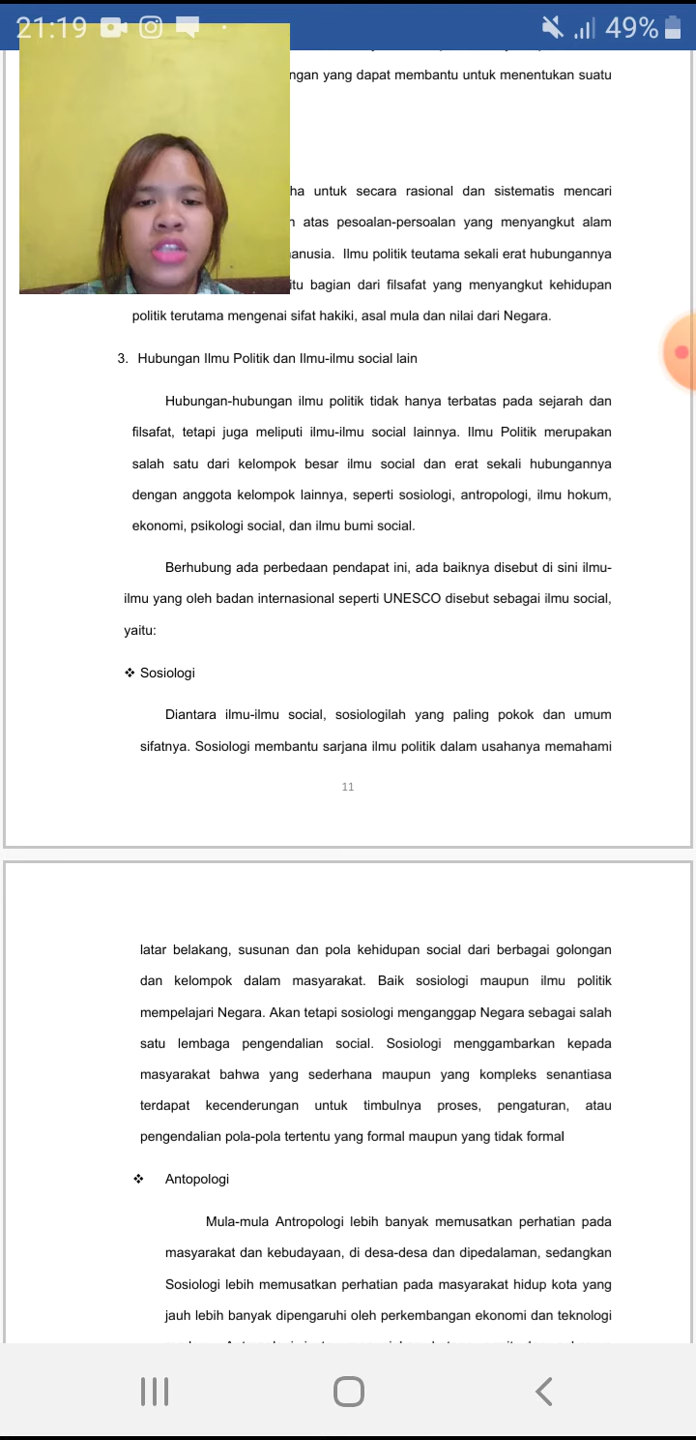 21:19
49%
ngan yang dapat membantu untuk menentukan suatu
ha untuk secara rasional dan sistematis mencari
atas pesoalan-persoalan yang menyangkut alam
anusia. Ilmu politik teutama sekali erat hubungannya
itu bagian dari filsafat yang menyangkut kehidupan
politik terutama mengenai sifat hakiki, asal mula dan nilai dari Negara.
3. Hubungan Ilmu Politik dan Ilmu-ilmu social lain
Hubungan-hubungan ilmu politik tidak hanya terbatas pada sejarah dan
filsafat, tetapi juga meliputi ilmu-ilmu social lainnya. Ilmu Politik merupakan
salah satu dari kelompok besar ilmu social dan erat sekali hubungannya
dengan anggota kelompok lainnya, seperti sosiologi, antropologi, ilmu hokum,
ekonomi, psikologi social, dan ilmu bumi social.
Berhubung ada perbedaan pendapat ini, ada baiknya disebut di sini ilmu-
ilmu yang oleh badan internasional seperti UNESCO disebut sebagai ilmu social,
yaitu:
❖ Sosiologi
Diantara ilmu-ilmu social, sosiologilah yang paling pokok dan umum
sifatnya. Sosiologi membantu sarjana ilmu politik dalam usahanya memahami
11
latar belakang, susunan dan pola kehidupan social dari berbagai golongan
dan kelompok dalam masyarakat. Baik sosiologi maupun ilmu politik
mempelajari Negara. Akan tetapi sosiologi menganggap Negara sebagai salah
satu lembaga pengendalian social. Sosiologi menggambarkan kepada
masyarakat bahwa yang sederhana maupun yang kompleks senantiasa
terdapat kecenderungan untuk timbulnya proses, pengaturan, atau
pengendalian pola-pola tertentu yang formal maupun yang tidak formal
❖ Antopologi
Mula-mula Antropologi lebih banyak memusatkan perhatian pada
masyarakat dan kebudayaan, di desa-desa dan dipedalaman, sedangkan
Sosiologi lebih memusatkan perhatian pada masyarakat hidup kota yang
jauh lebih banyak dipengaruhi oleh perkembangan ekonomi dan teknologi